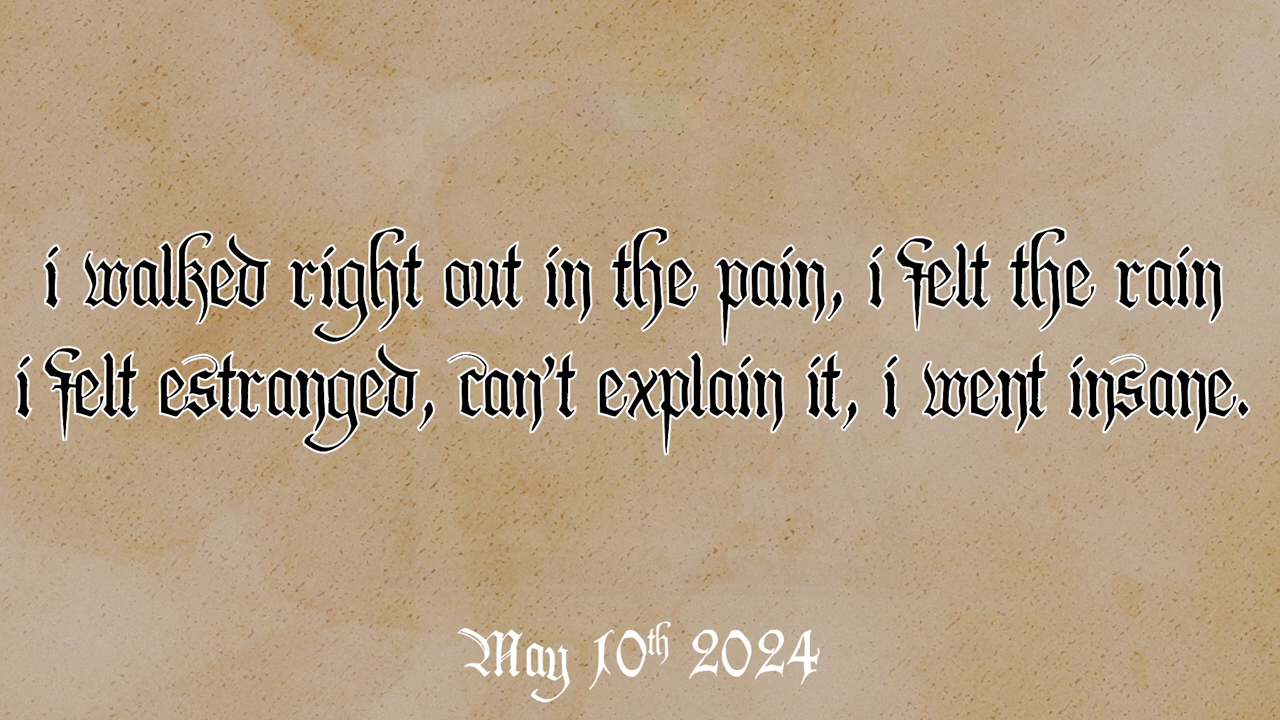 i walked right out in the pain, i felt the rain
i felt estranged, can't explain it, i went insane.
May 10th 2024